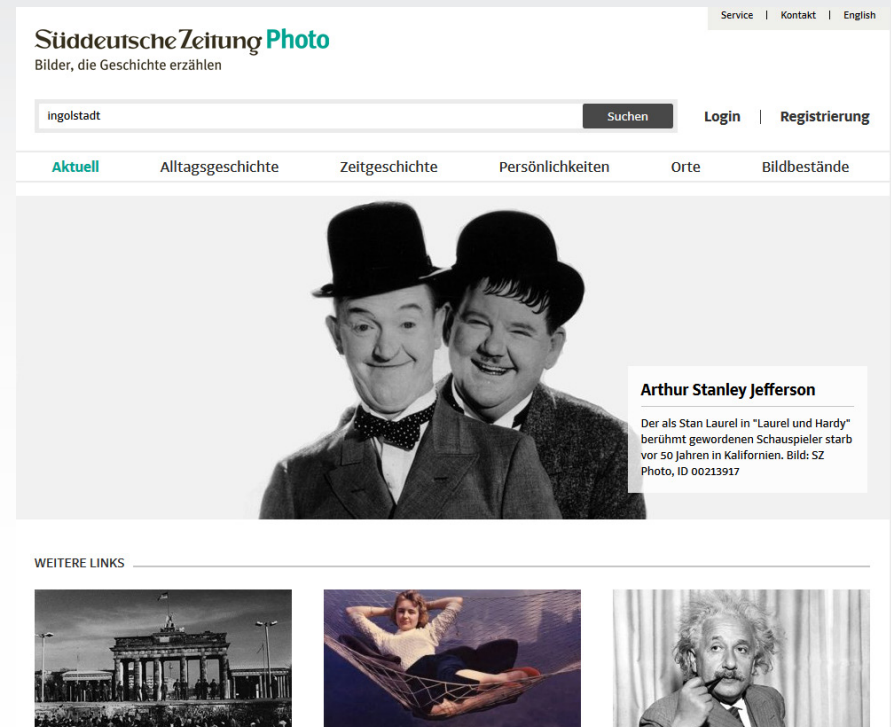 Service | Kontakt | English
Süddeutsche Zeitung Photo
Bilder, die Geschichte erzählen
ingolstadt
Suchen
Login | Registrierung
Aktuell Alltagsgeschichte Zeitgeschichte Persönlichkeiten Orte Bildbestände
Arthur Stanley Jefferson
Der als Stan Laurel in "Laurel und Hardy"
berühmt gewordenen Schauspieler starb
vor 50 Jahren in Kalifornien. Bild: SZ
Photo, ID 00213917
WEITERE LINKS